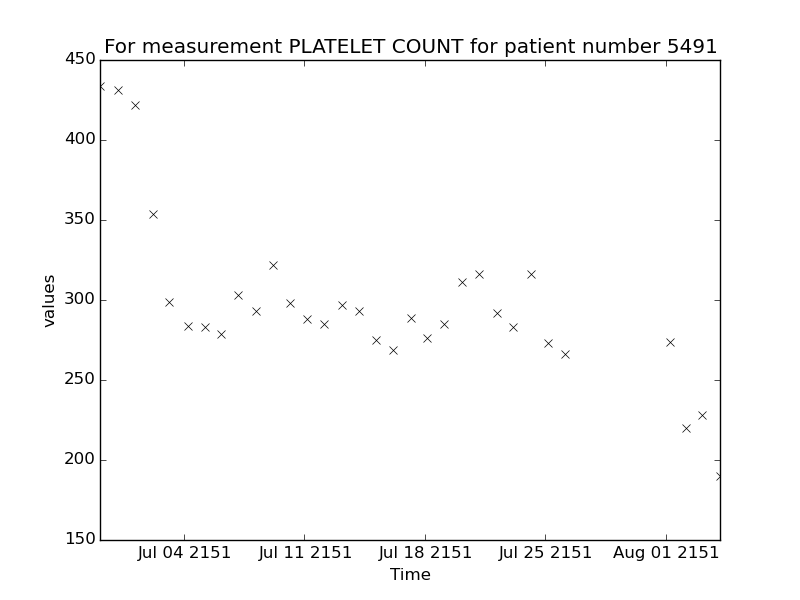 For measurement PLATELET COUNT for patient number 5491
450
400
350
300
250
200
150
values
Jul 04 2151 Jul 11 2151 Jul 18 2151 Jul 25 2151 Aug 01 2151
Time